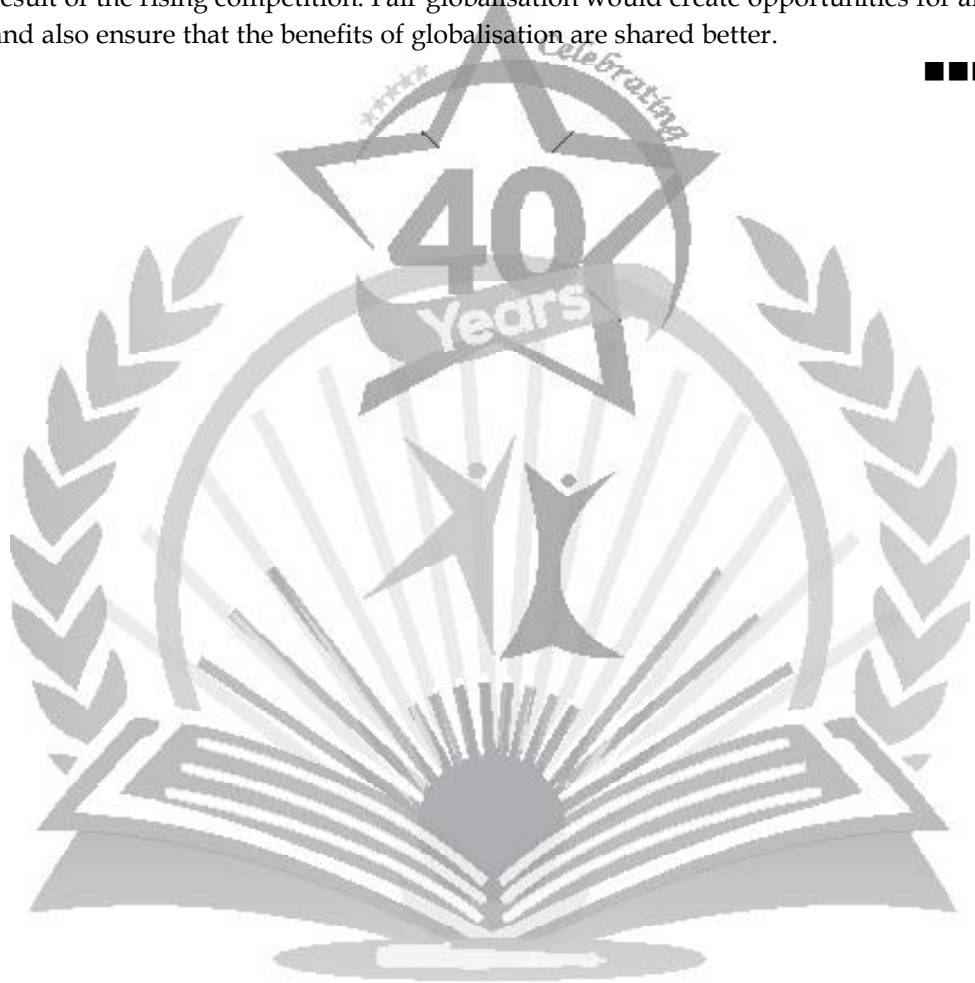 result of the rising competition. Fair globalisation would create opportunities for
and also ensure that the benefits of globalisation are shared better.
Celebrating
40
Years